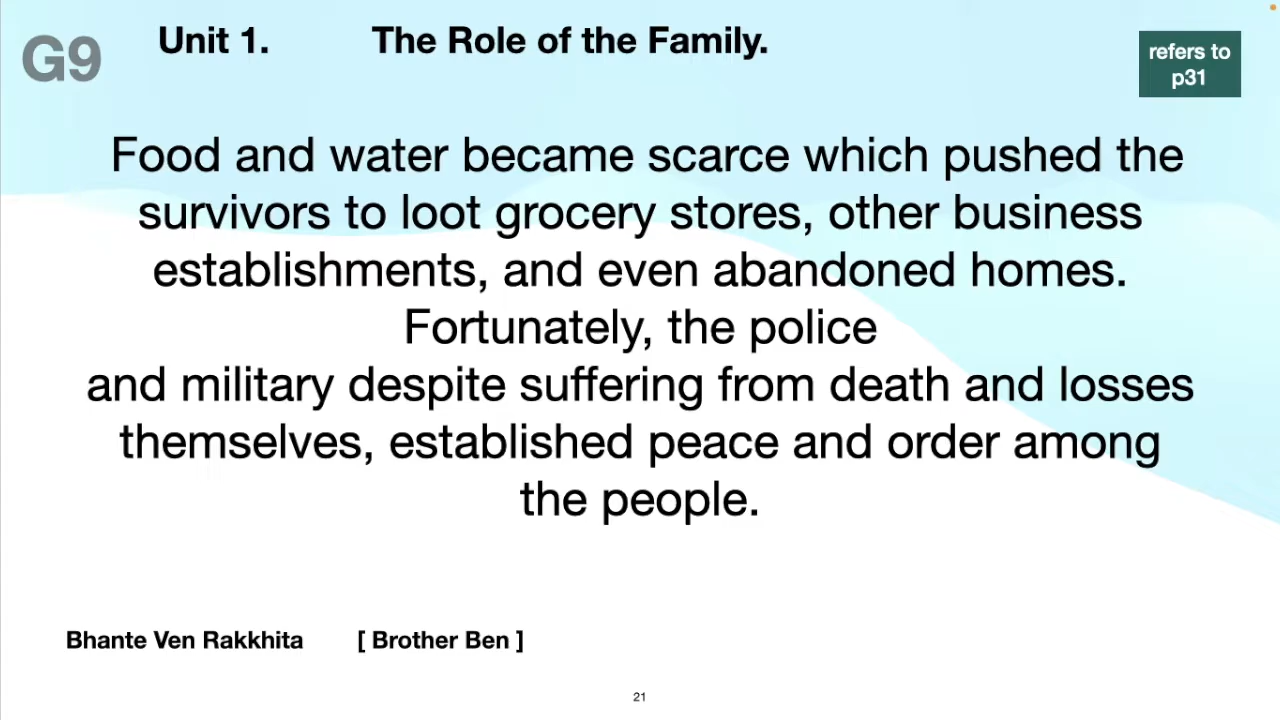 G9
Unit 1. The Role of the Family.
refers to
p31
Food and water became scarce which pushed the
survivors to loot grocery stores, other business
establishments, and even abandoned homes.
Fortunately, the police
and military despite suffering from death and losses
themselves, established peace and order among
the people.
Bhante Ven Rakkhita [ Brother Ben ]
21